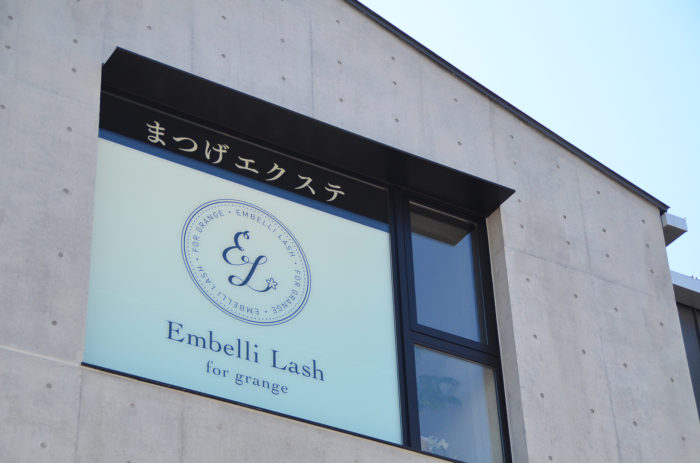 まつげエクステ
EMBELLI LASH • FOR GRANGE • EMBELLI LASH • FOR GRANGE •
EL
Embelli Lash
for grange